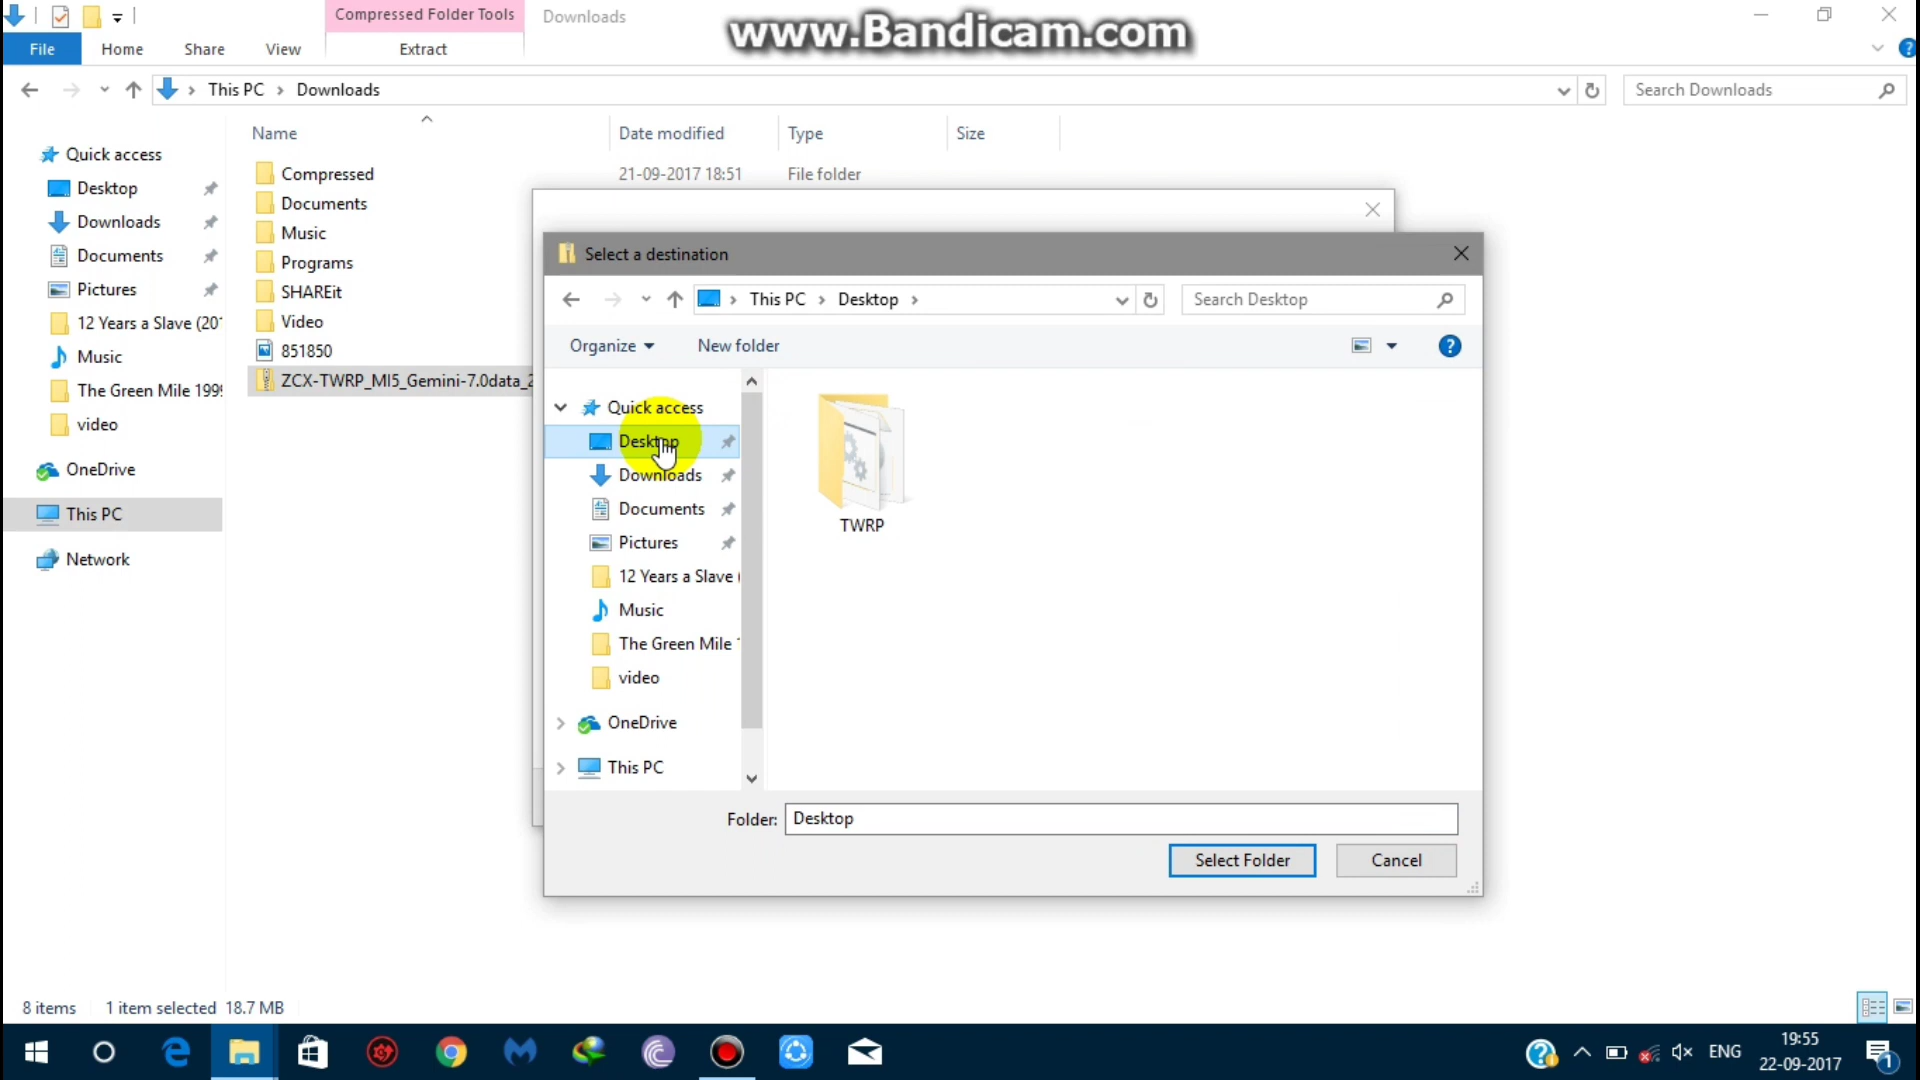 Compressed Folder Tools
Downloads
www.Bandicam.com
File
Home
Share
View
Extract
This PC
Downloads
Search Downloads
Name
Date modified
Type
Size
Quick access
Desktop
Downloads
Documents
Pictures
12 Years a Slave (20
Music
The Green Mile 199
video
OneDrive
This PC
Network
Compressed
21-09-2017 18:51
File folder
Documents
Music
Programs
SHAREit
Video
851850
ZCX-TWRP_MI5_Gemini-7.0data_2
Select a destination
This PC
Desktop
Search Desktop
Organize
New folder
Quick access
Desktop
Downloads
Documents
Pictures
12 Years a Slave (
Music
The Green Mile
video
OneDrive
This PC
TWRP
Folder:
Desktop
Select Folder
Cancel
8 items
1 item selected 18.7 MB
ENG
19:55
22-09-2017
1